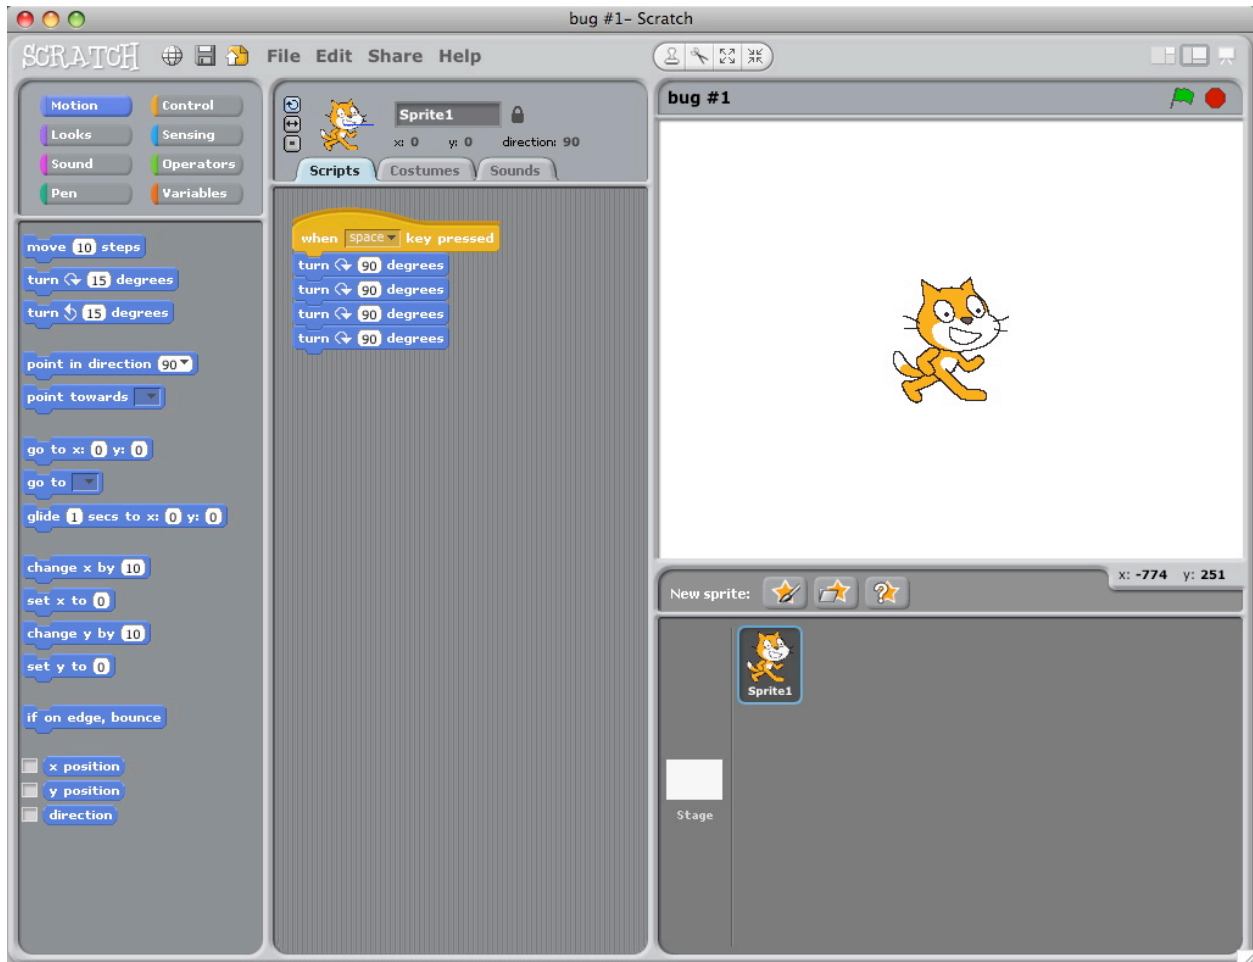 bug #1– Scratch
SCRATCH File Edit Share Help
Motion Control
Looks Sensing
Sound Operators
Pen Variables
move 10 steps
turn 15 degrees
turn 15 degrees
point in direction 90
point towards
go to x: 0 y: 0
go to
glide 1 secs to x: 0 y: 0
change x by 10
set x to 0
change y by 10
set y to 0
if on edge, bounce
x position
y position
direction
Sprite1
x: 0 y: 0 direction: 90
Scripts Costumes Sounds
when space key pressed
turn 90 degrees
turn 90 degrees
turn 90 degrees
turn 90 degrees
bug #1
x: -774 y: 251
New sprite:
Sprite1
Stage